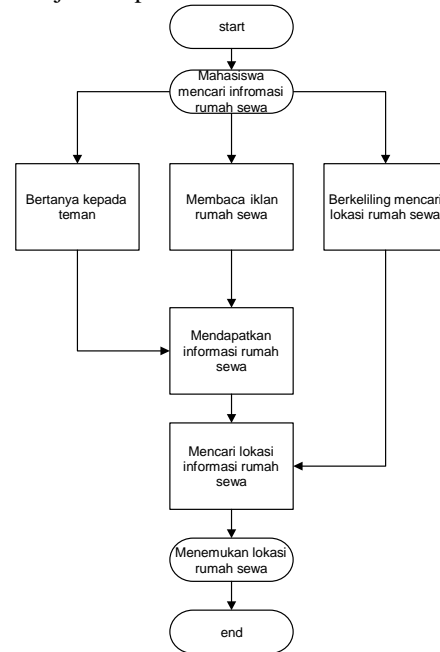 start
Mahasiswa
mencari infromasi
rumah sewa
Bertanya kepada
teman
Membaca iklan
rumah sewa
Berkeliling mencari
lokasi rumah sewa
Mendapatkan
informasi rumah
sewa
Mencari lokasi
informasi rumah
sewa
Menemukan lokasi
rumah sewa
end